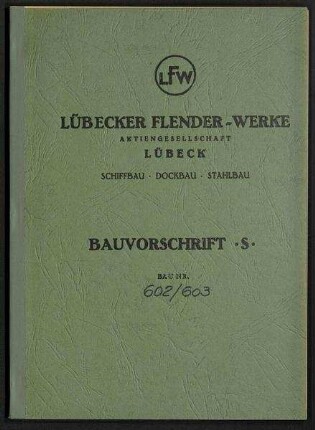 LFW
LÜBECKER FLENDER-WERKE
AKTIENGESELLSCHAFT
LÜBECK
SCHIFFBAU · DOCKBAU · STAHLBAU
BAUVORSCHRIFT ·S·
BAU NR.
602/603